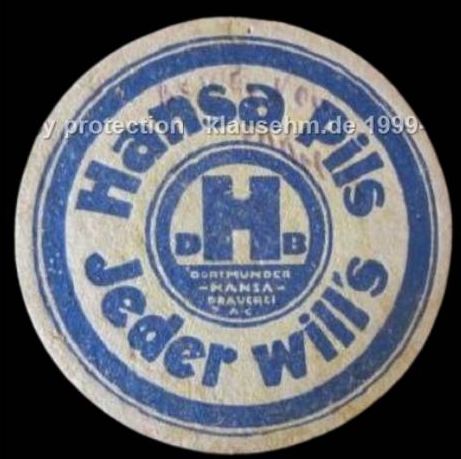 Hansa Pils
y protection klausehm.de 1999-
H
D B
DORTMUNDER
-HANSA-
BRAUEREI
A.G.
Jeder will's